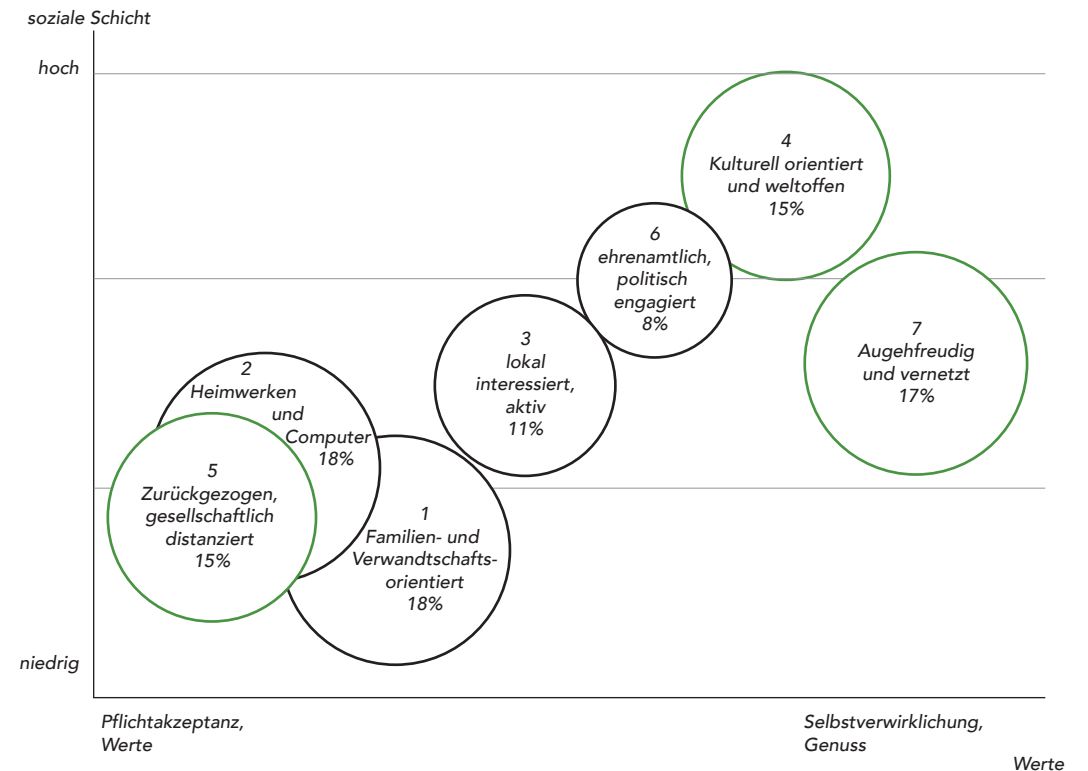 soziale Schicht
hoch
4
Kulturell orientiert
und weltoffen
15%
6
ehrenamtlich,
politisch
engagiert
8%
3
lokal
interessiert,
aktiv
11%
7
Augehfreudig
und vernetzt
17%
2
Heimwerken
und
Computer
18%
5
Zurückgezogen,
gesellschaftlich
distanziert
15%
1
Familien- und
Verwandtschafts-
orientiert
18%
niedrig
Pflichtakzeptanz,
Werte
Selbstverwirklichung,
Genuss
Werte